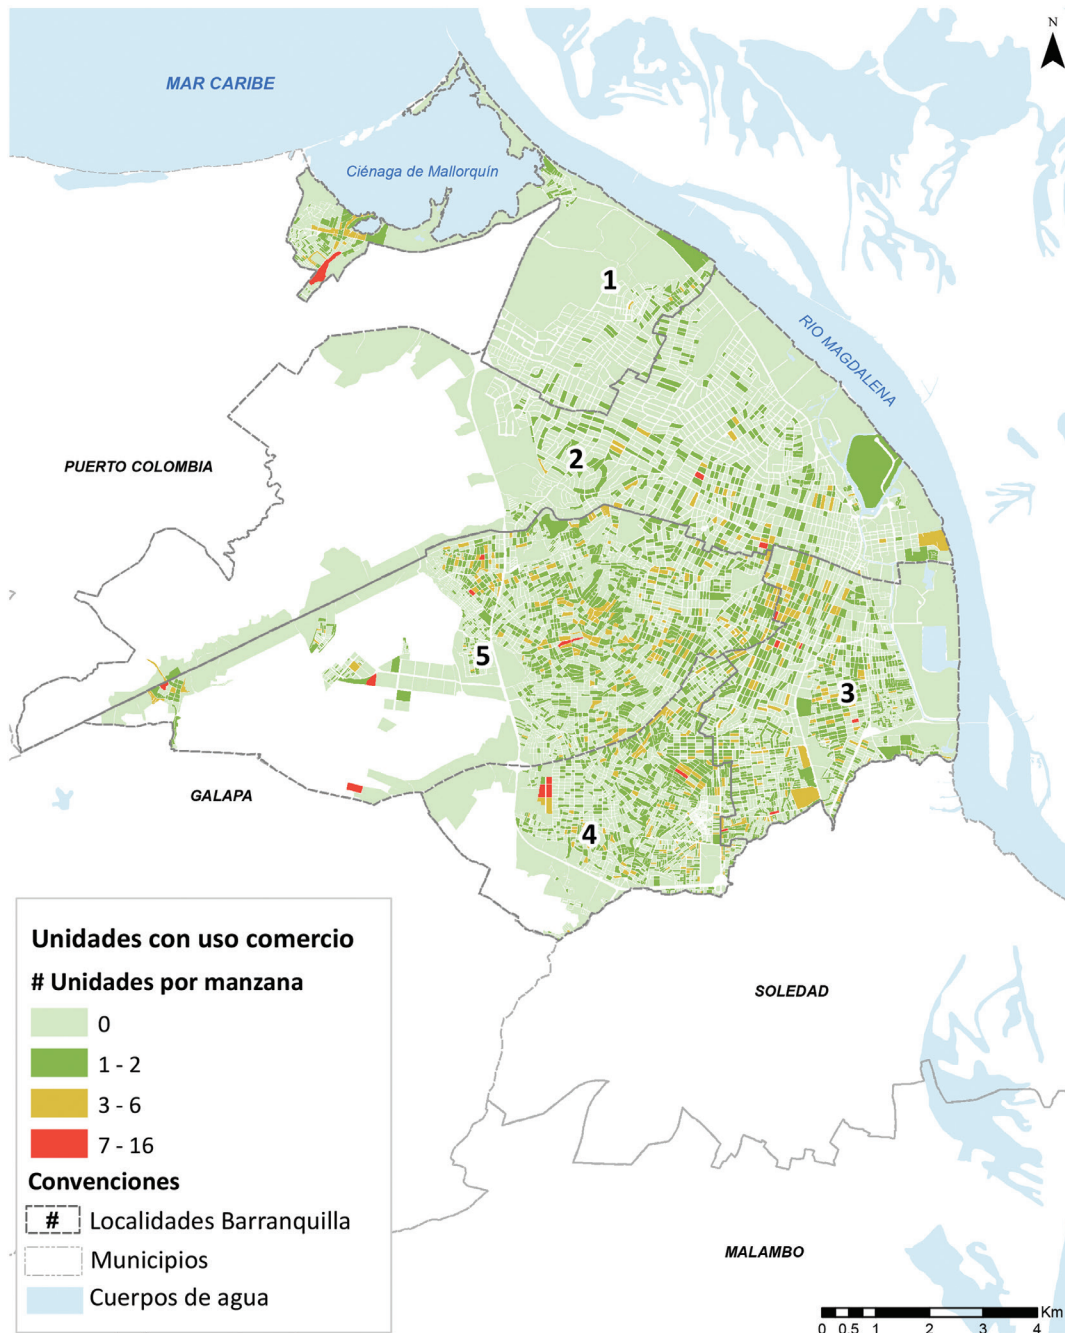 N
MAR CARIBE
Ciénaga de Mallorquín
1
RIO MAGDALENA
2
PUERTO COLOMBIA
5
3
GALAPA
4
Unidades con uso comercio
# Unidades por manzana
0
1 - 2
3 - 6
7 - 16
Convenciones
# Localidades Barranquilla
Municipios
Cuerpos de agua
SOLEDAD
MALAMBO
Km
0 0.5 1 2 3 4